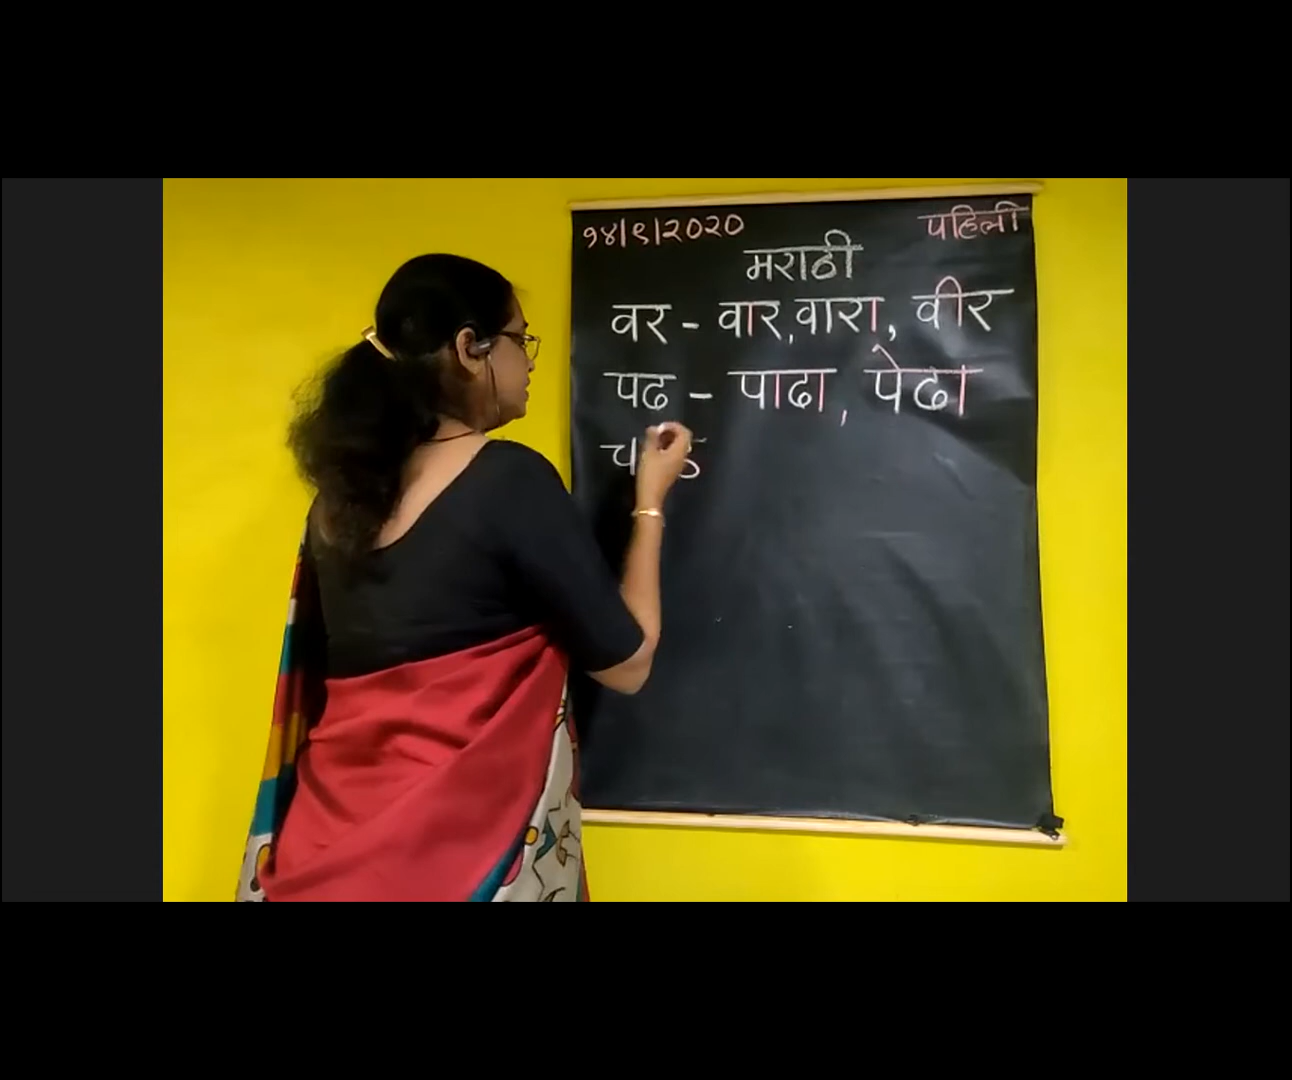 १४/९/२०२० पहिली
मराठी
वर - वार, वारा, वीर
पढ - पाढा, पेढा